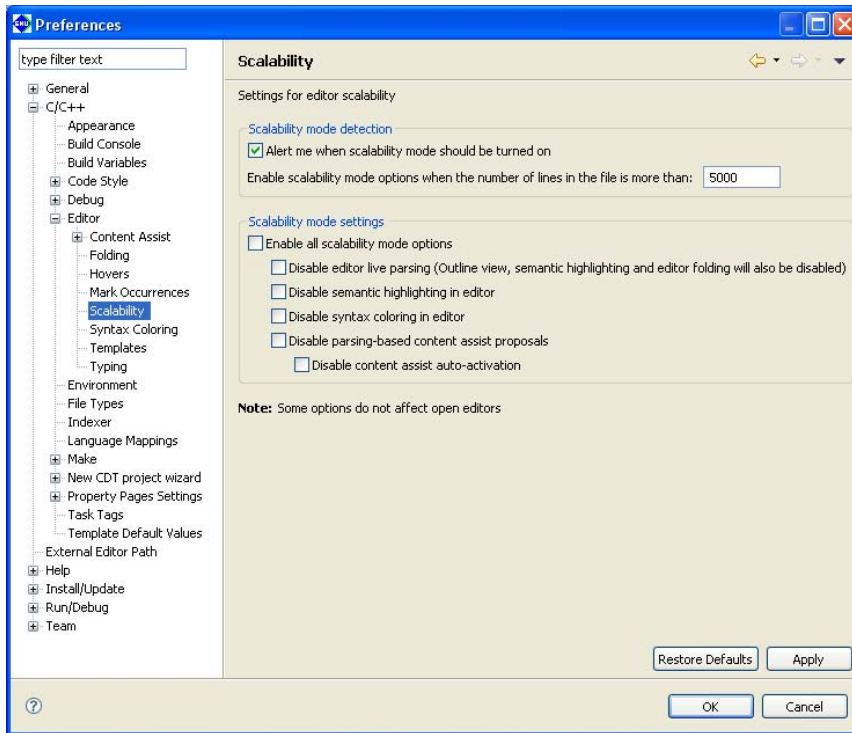 Preferences
type filter text
General
C/C++
Appearance
Build Console
Build Variables
Code Style
Debug
Editor
Content Assist
Folding
Hovers
Mark Occurrences
Scalability
Syntax Coloring
Templates
Typing
Environment
File Types
Indexer
Language Mappings
Make
New CDT project wizard
Property Pages Settings
Task Tags
Template Default Values
External Editor Path
Help
Install/Update
Run/Debug
Team
Scalability
Settings for editor scalability
Scalability mode detection
Alert me when scalability mode should be turned on
Enable scalability mode options when the number of lines in the file is more than: 5000
Scalability mode settings
Enable all scalability mode options
Disable editor live parsing (Outline view, semantic highlighting and editor folding will also be disabled)
Disable semantic highlighting in editor
Disable syntax coloring in editor
Disable parsing-based content assist proposals
Disable content assist auto-activation
Note: Some options do not affect open editors
Restore Defaults Apply
? OK Cancel